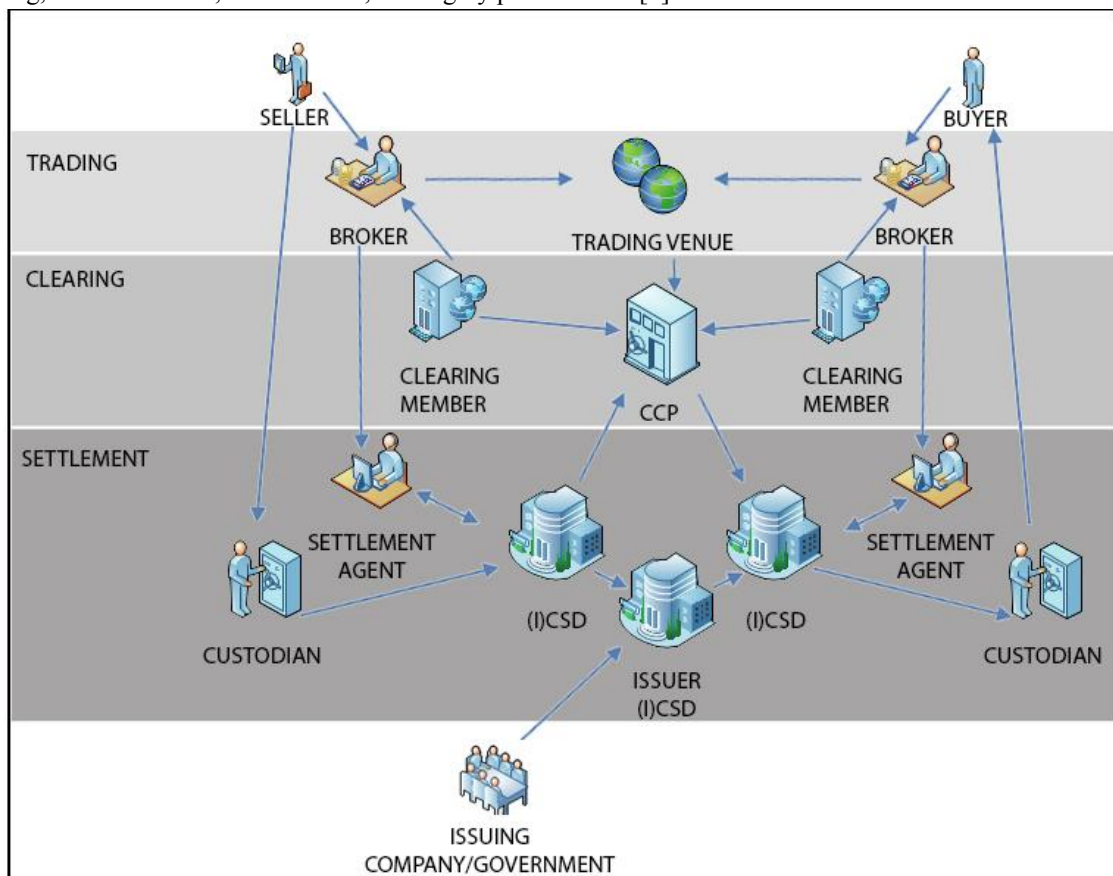 SELLER
BUYER
TRADING
BROKER
TRADING VENUE
BROKER
CLEARING
CLEARING
MEMBER
CCP
CLEARING
MEMBER
SETTLEMENT
SETTLEMENT
AGENT
SETTLEMENT
AGENT
(I)CSD
(I)CSD
CUSTODIAN
CUSTODIAN
ISSUER
(I)CSD
ISSUING
COMPANY/GOVERNMENT